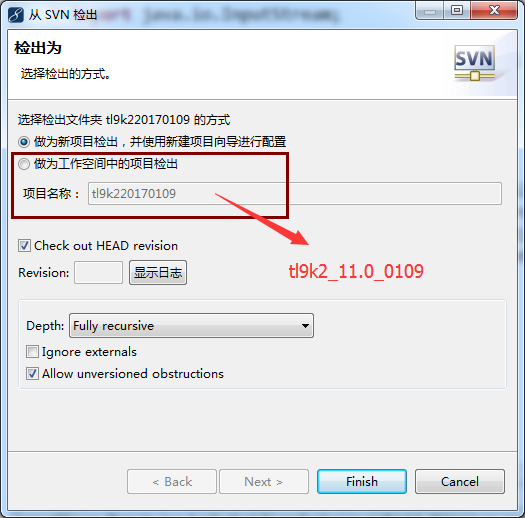 从 SVN 检出
port java.io.InputStream;
检出为
选择检出的方式。
SVN
选择检出文件夹 tl9k220170109 的方式
做为新项目检出，并使用新建项目向导进行配置
做为工作空间中的项目检出
项目名称： tl9k220170109
tl9k2_11.0_0109
Check out HEAD revision
Revision: 显示日志
Depth: Fully recursive
Ignore externals
Allow unversioned obstructions
< Back Next > Finish Cancel